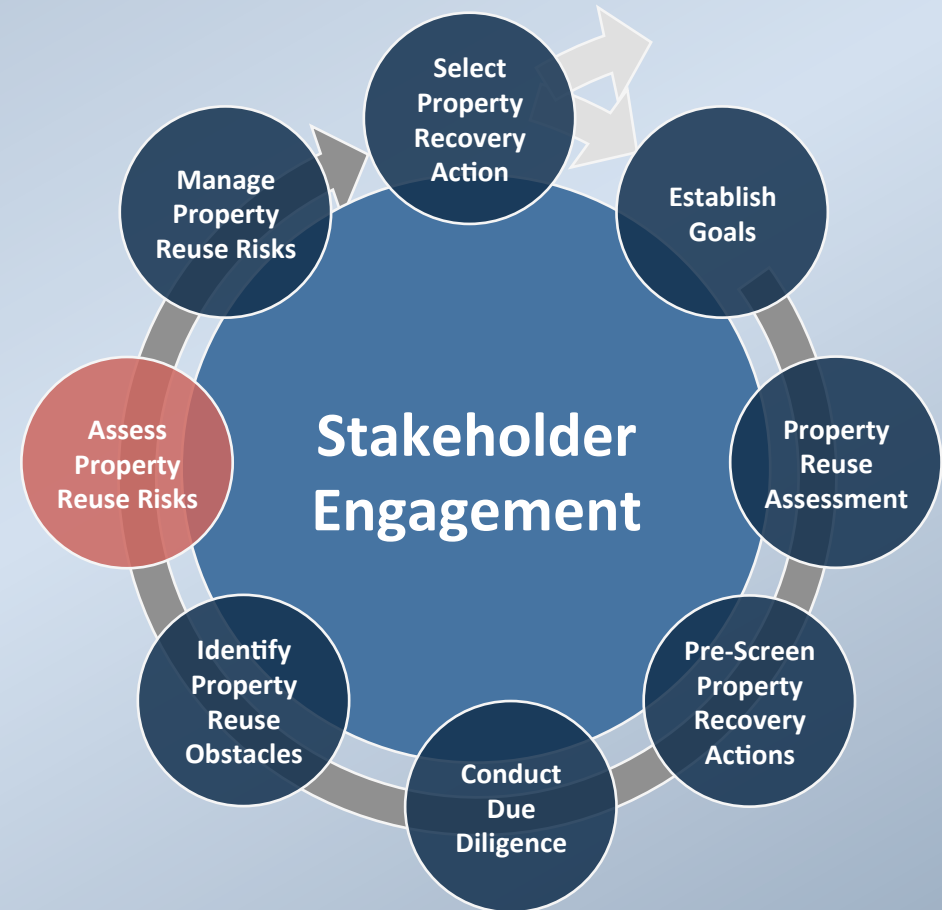 Select
Property
Recovery
Action
Establish
Goals
Property
Reuse
Assessment
Pre-Screen
Property
Recovery
Actions
Conduct
Due
Diligence
Identify
Property
Reuse
Obstacles
Assess
Property
Reuse Risks
Manage
Property
Reuse Risks
Stakeholder
Engagement